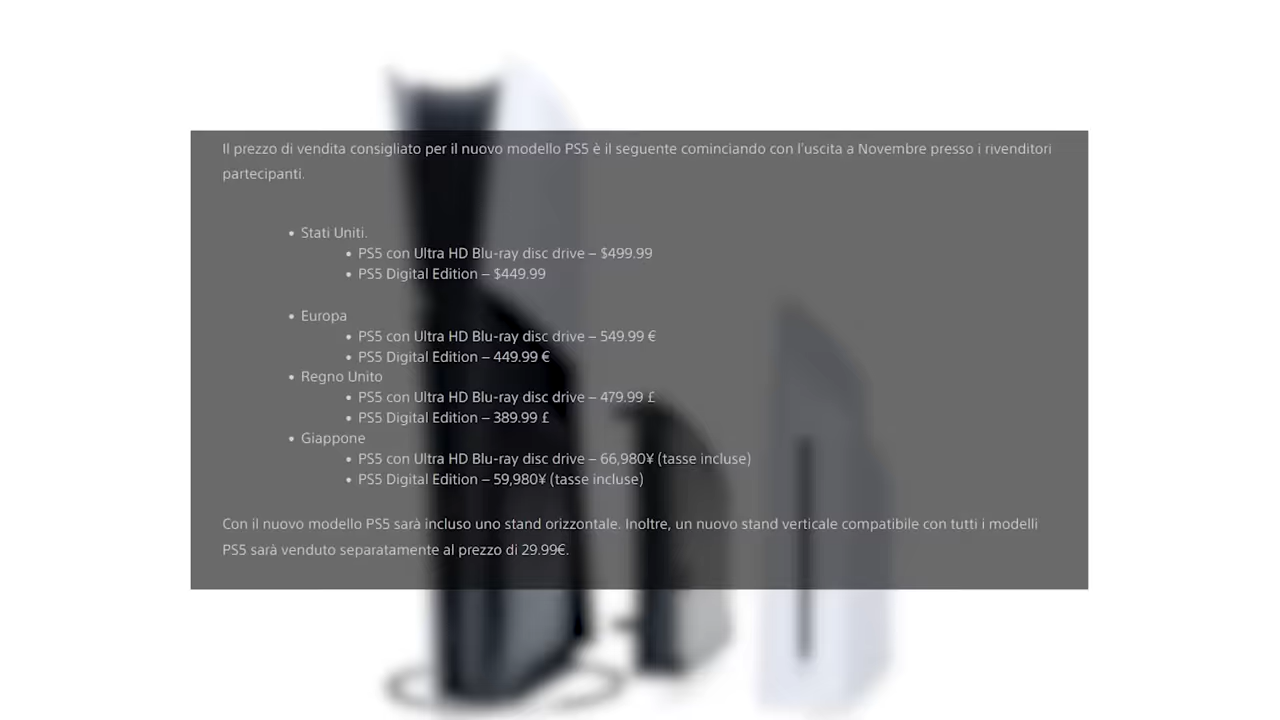 Il prezzo di vendita consigliato per il nuovo modello PS5 è il seguente cominciando con l'uscita a Novembre presso i rivenditori
partecipanti.
• Stati Uniti.
• PS5 con Ultra HD Blu-ray disc drive – $499.99
• PS5 Digital Edition – $449.99
• Europa
• PS5 con Ultra HD Blu-ray disc drive – 549.99 €
• PS5 Digital Edition – 449.99 €
• Regno Unito
• PS5 con Ultra HD Blu-ray disc drive – 479.99 £
• PS5 Digital Edition – 389.99 £
• Giappone
• PS5 con Ultra HD Blu-ray disc drive – 66,980¥ (tasse incluse)
• PS5 Digital Edition – 59,980¥ (tasse incluse)
Con il nuovo modello PS5 sarà incluso uno stand orizzontale. Inoltre, un nuovo stand verticale compatibile con tutti i modelli
PS5 sarà venduto separatamente al prezzo di 29.99€.